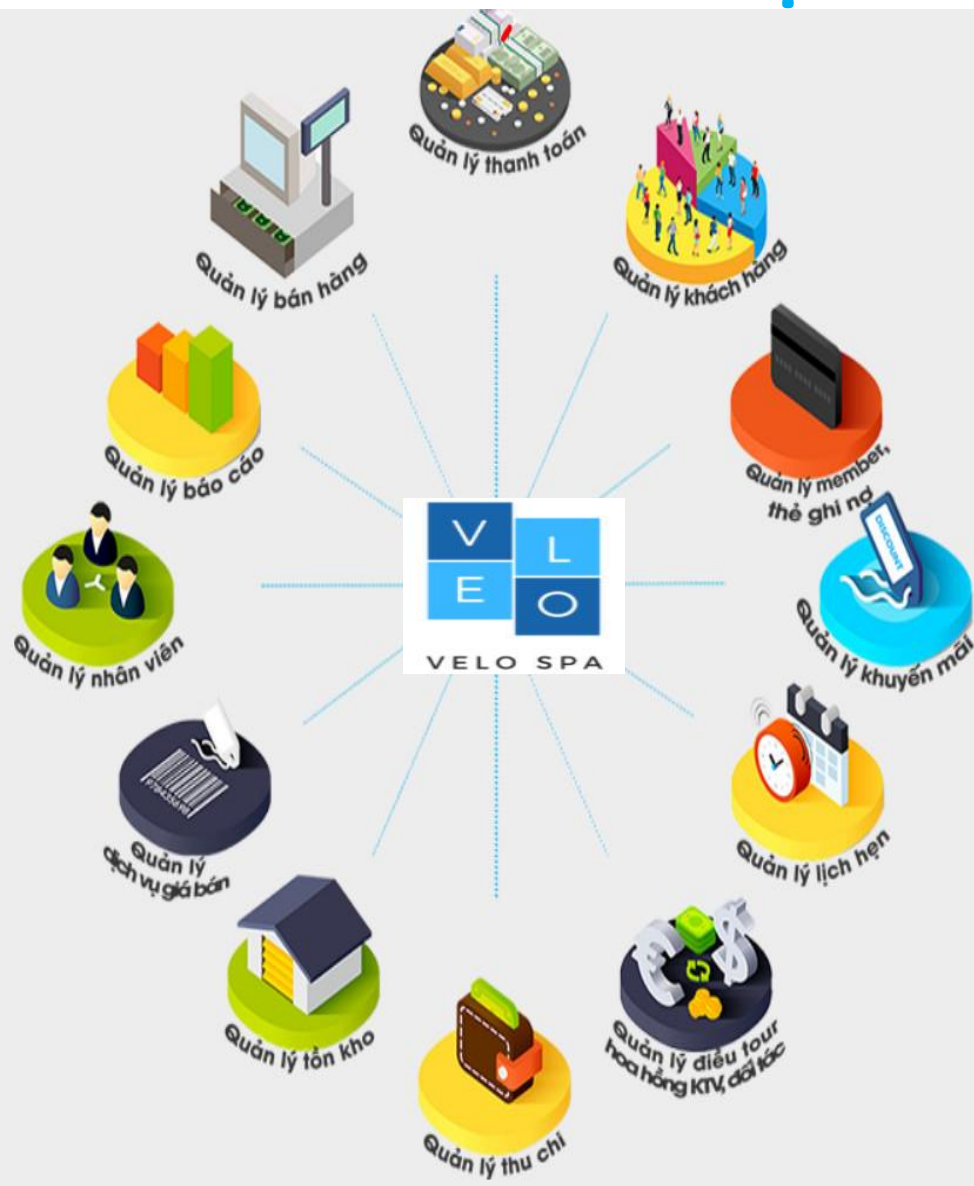 Quản lý thanh toán
Quản lý khách hàng
Quản lý member,
thẻ ghi nợ
DISCOUNT
Quản lý khuyến mãi
Quản lý lịch hẹn
Quản lý điều tour
hoa hồng KTV, đối tác
Quản lý thu chi
Quản lý tồn kho
978435698
Quản lý
dịch vụ giá bán
Quản lý nhân viên
Quản lý báo cáo
Quản lý bán hàng
V L
E O
VELO SPA